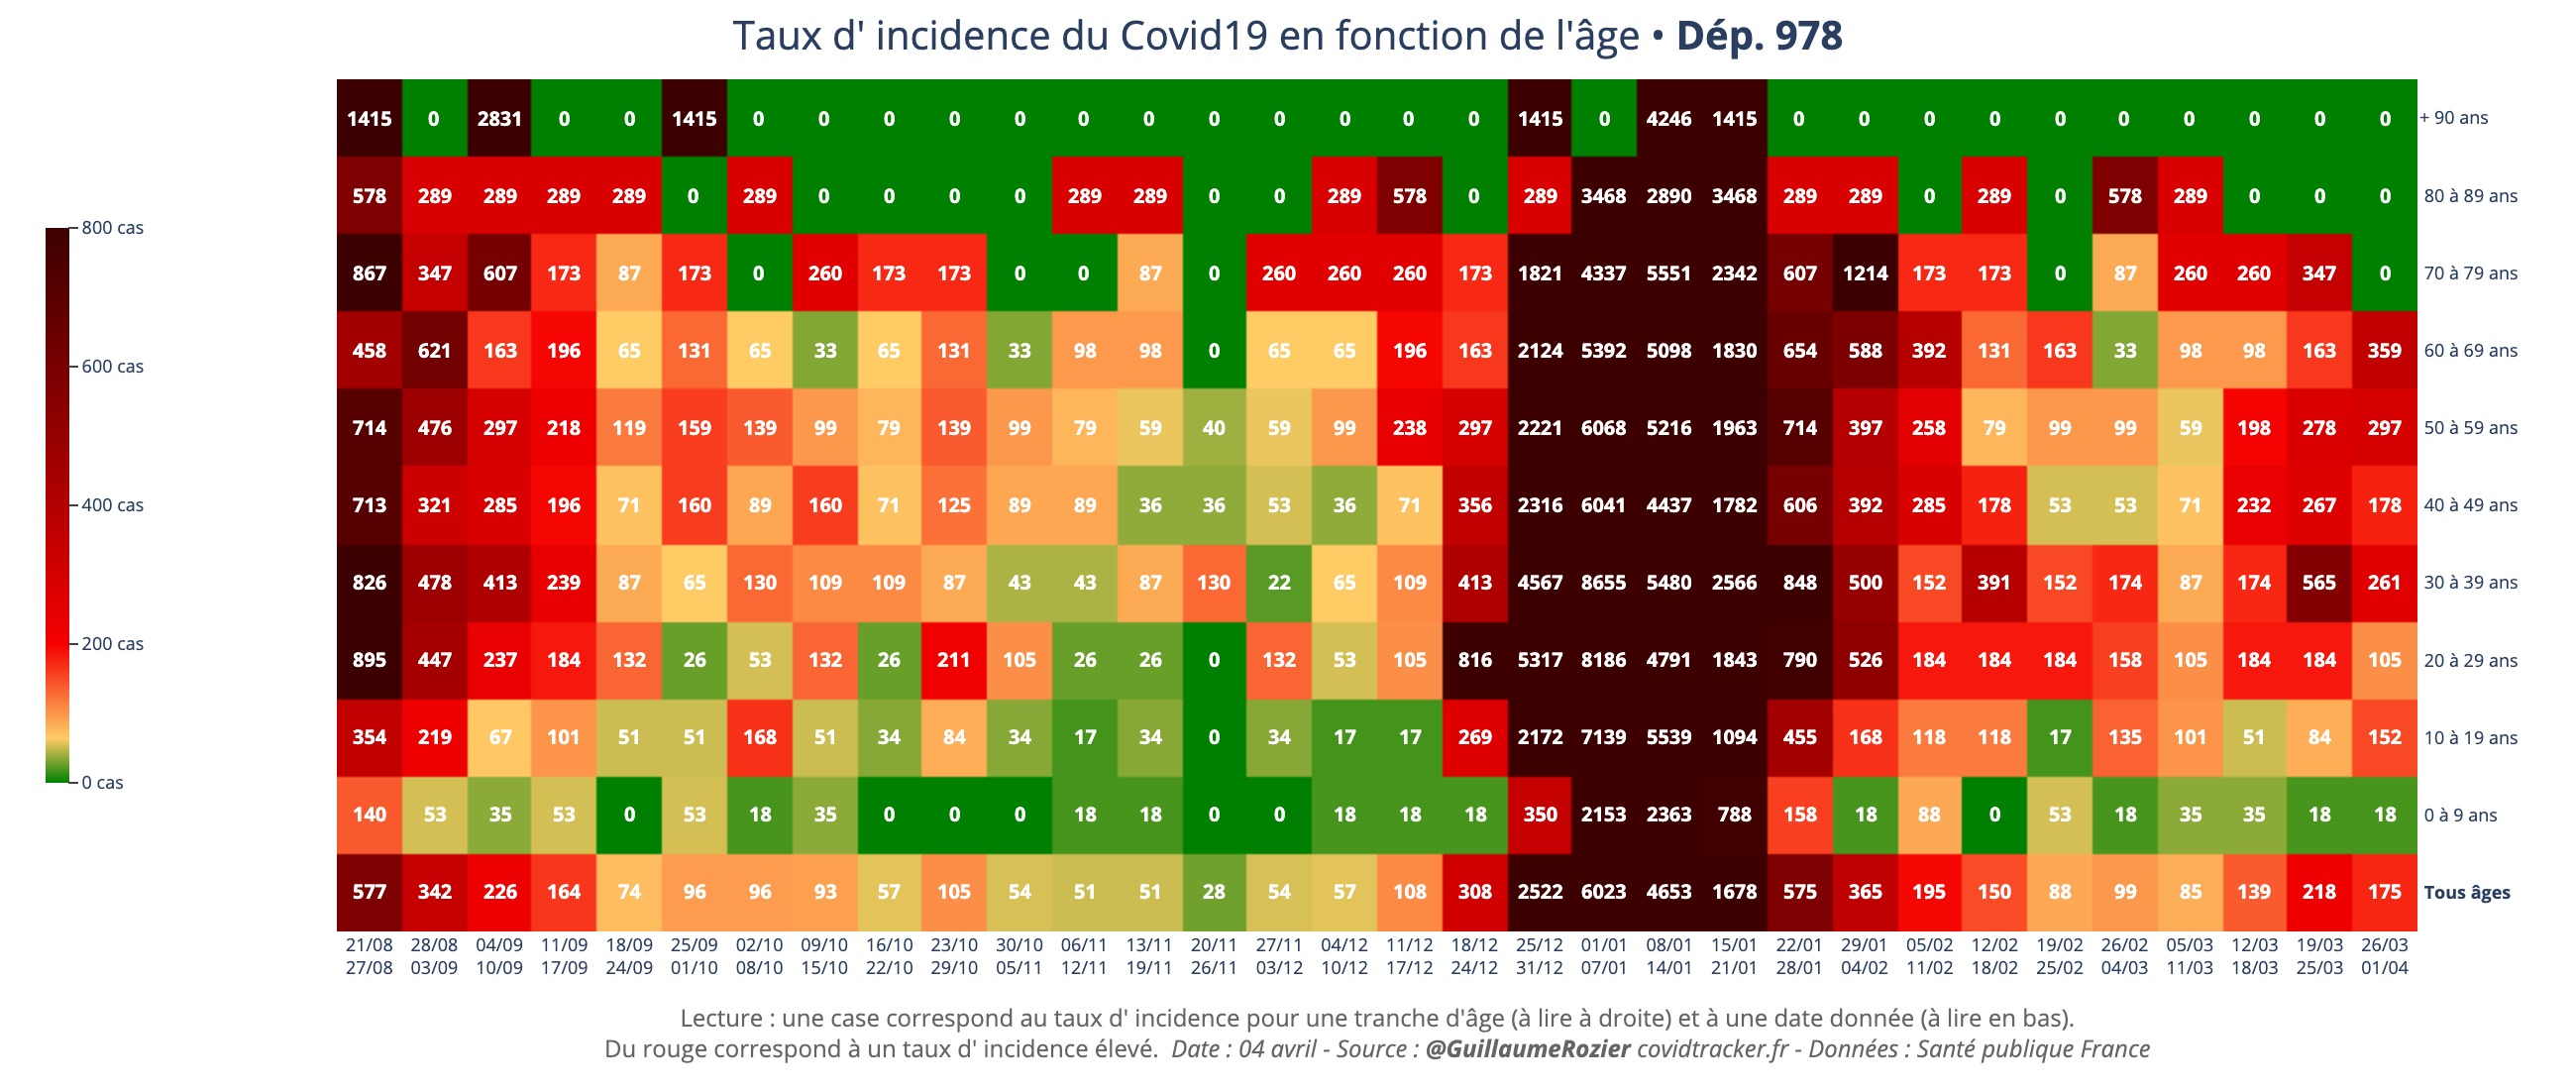 Taux d' incidence du Covid19 en fonction de l'âge • Dép. 978
1415 0 2831 0 0 1415 0 0 0 0 0 0 0 0 0 0 0 0 1415 0 4246 1415 0 0 0 0 0 0 0 0 0 0 + 90 ans
578 289 289 289 289 0 289 0 0 0 0 289 289 0 0 289 578 0 289 3468 2890 3468 289 289 0 289 0 578 289 0 0 0 80 à 89 ans
867 347 607 173 87 173 0 260 173 173 0 0 87 0 260 260 260 173 1821 4337 5551 2342 607 1214 173 173 0 87 260 260 347 0 70 à 79 ans
458 621 163 196 65 131 65 33 65 131 33 98 98 0 65 65 196 163 2124 5392 5098 1830 654 588 392 131 163 33 98 98 163 359 60 à 69 ans
714 476 297 218 119 159 139 99 79 139 99 79 59 40 59 99 238 297 2221 6068 5216 1963 714 397 258 79 99 99 59 198 278 297 50 à 59 ans
713 321 285 196 71 160 89 160 71 125 89 89 36 36 53 36 71 356 2316 6041 4437 1782 606 392 285 178 53 53 71 232 267 178 40 à 49 ans
826 478 413 239 87 65 130 109 109 87 43 43 87 130 22 65 109 413 4567 8655 5480 2566 848 500 152 391 152 174 87 174 565 261 30 à 39 ans
895 447 237 184 132 26 53 132 26 211 105 26 26 0 132 53 105 816 5317 8186 4791 1843 790 526 184 184 184 158 105 184 184 105 20 à 29 ans
354 219 67 101 51 51 168 51 34 84 34 17 34 0 34 17 17 269 2172 7139 5539 1094 455 168 118 118 17 135 101 51 84 152 10 à 19 ans
140 53 35 53 0 53 18 35 0 0 0 18 18 0 0 18 18 18 350 2153 2363 788 158 18 88 0 53 18 35 35 18 18 0 à 9 ans
577 342 226 164 74 96 96 93 57 105 54 51 51 28 54 57 108 308 2522 6023 4653 1678 575 365 195 150 88 99 85 139 218 175 Tous âges
21/08 28/08 04/09 11/09 18/09 25/09 02/10 09/10 16/10 23/10 30/10 06/11 13/11 20/11 27/11 04/12 11/12 18/12 25/12 01/01 08/01 15/01 22/01 29/01 05/02 12/02 19/02 26/02 05/03 12/03 19/03 26/03
27/08 03/09 10/09 17/09 24/09 01/10 08/10 15/10 22/10 29/10 05/11 12/11 19/11 26/11 03/12 10/12 17/12 24/12 31/12 07/01 14/01 21/01 28/01 04/02 11/02 18/02 25/02 04/03 11/03 18/03 25/03 01/04
800 cas
600 cas
400 cas
200 cas
0 cas
Lecture : une case correspond au taux d' incidence pour une tranche d'âge (à lire à droite) et à une date donnée (à lire en bas).
Du rouge correspond à un taux d' incidence élevé. Date : 04 avril - Source : @GuillaumeRozier covidtracker.fr - Données : Santé publique France